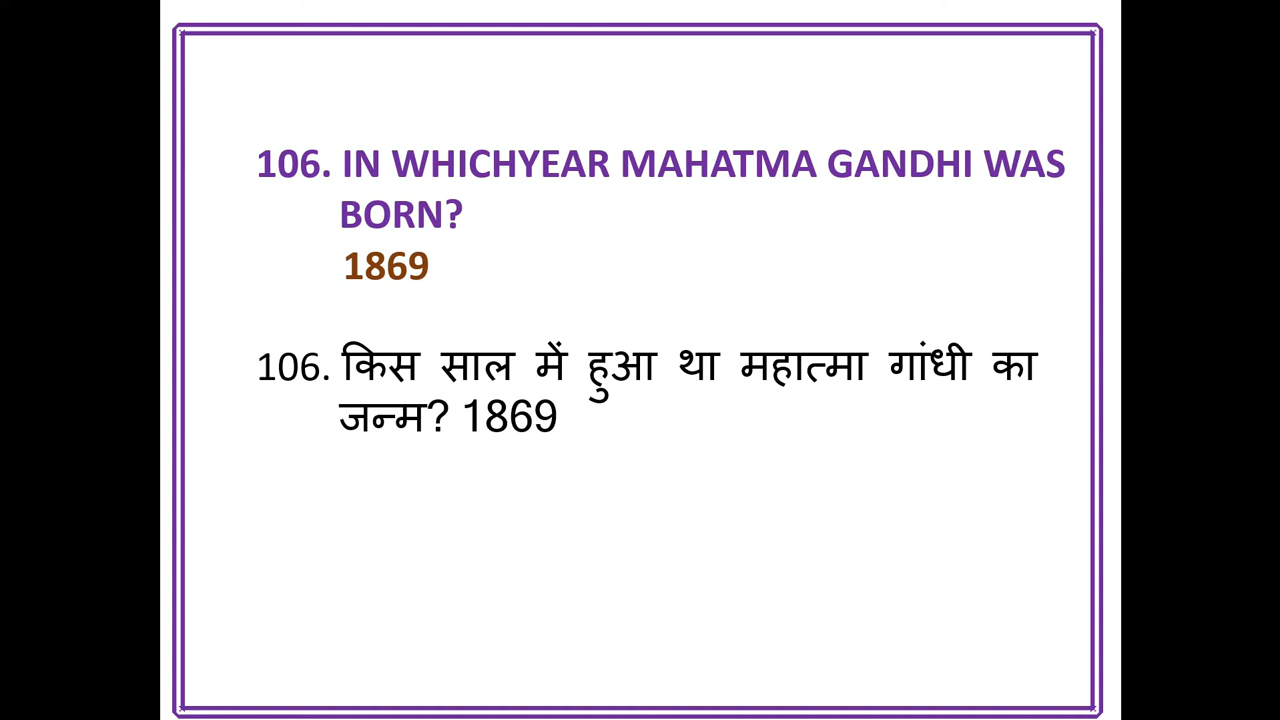 106. IN WHICHYEAR MAHATMA GANDHI WAS
BORN?
1869
106. किस साल में हुआ था महात्मा गांधी का
जन्म? 1869